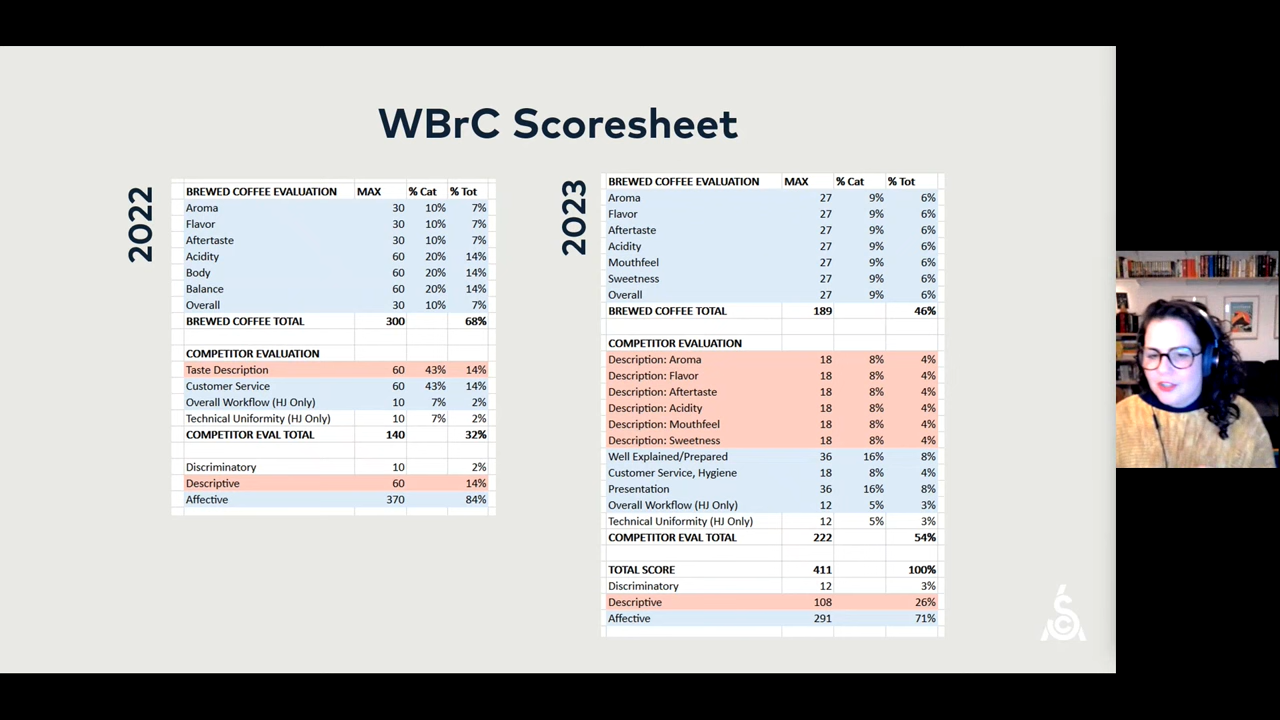 WBrC Scoresheet
2022
BREWED COFFEE EVALUATION MAX % Cat % Tot
Aroma 30 10% 7%
Flavor 30 10% 7%
Aftertaste 30 10% 7%
Acidity 60 20% 14%
Body 60 20% 14%
Balance 60 20% 14%
Overall 30 10% 7%
BREWED COFFEE TOTAL 300 68%
COMPETITOR EVALUATION
Taste Description 60 43% 14%
Customer Service 60 43% 14%
Overall Workflow (HJ Only) 10 7% 2%
Technical Uniformity (HJ Only) 10 7% 2%
COMPETITOR EVAL TOTAL 140 32%
Discriminatory 10 2%
Descriptive 60 14%
Affective 370 84%
2023
BREWED COFFEE EVALUATION MAX % Cat % Tot
Aroma 27 9% 6%
Flavor 27 9% 6%
Aftertaste 27 9% 6%
Acidity 27 9% 6%
Mouthfeel 27 9% 6%
Sweetness 27 9% 6%
Overall 27 9% 6%
BREWED COFFEE TOTAL 189 46%
COMPETITOR EVALUATION
Description: Aroma 18 8% 4%
Description: Flavor 18 8% 4%
Description: Aftertaste 18 8% 4%
Description: Acidity 18 8% 4%
Description: Mouthfeel 18 8% 4%
Description: Sweetness 18 8% 4%
Well Explained/Prepared 36 16% 8%
Customer Service, Hygiene 18 8% 4%
Presentation 36 16% 8%
Overall Workflow (HJ Only) 12 5% 3%
Technical Uniformity (HJ Only) 12 5% 3%
COMPETITOR EVAL TOTAL 222 54%
TOTAL SCORE 411 100%
Discriminatory 12 3%
Descriptive 108 26%
Affective 291 71%
SCA